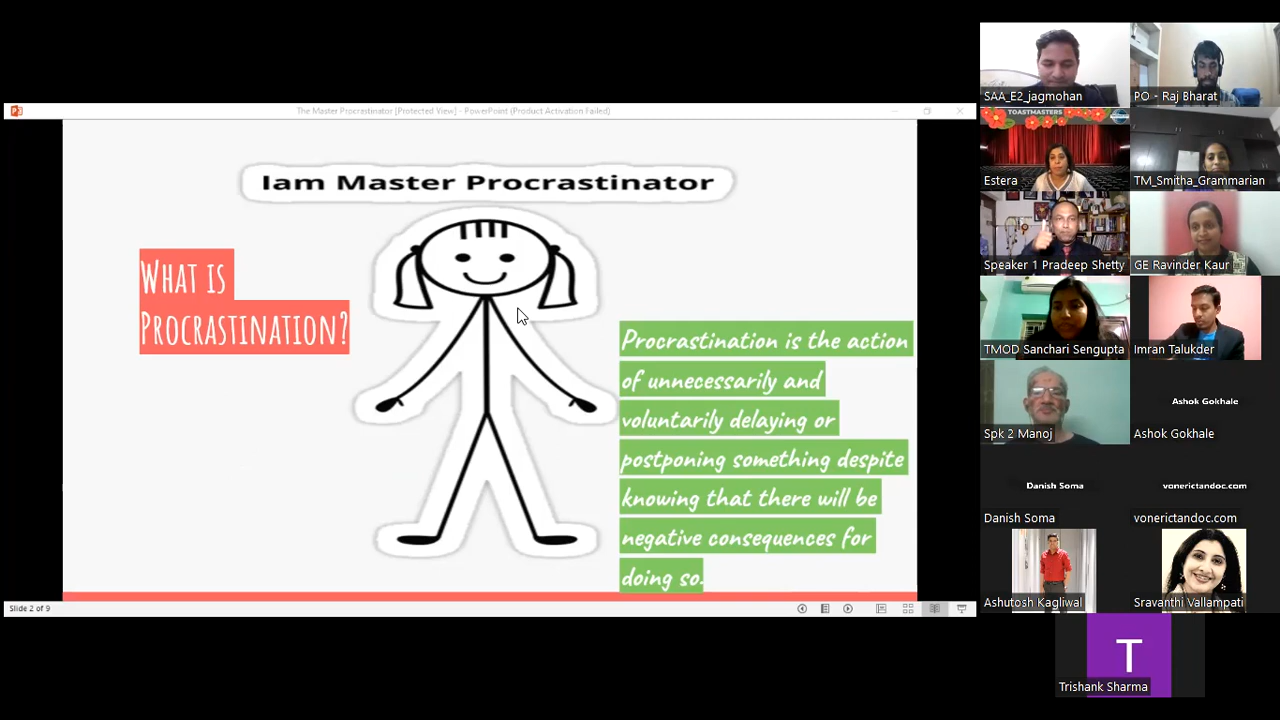 The Master Procrastinator [Protected View] - PowerPoint (Product Activation Failed)
Iam Master Procrastinator
What is
Procrastination?
Procrastination is the action
of unnecessarily and
voluntarily delaying or
postponing something despite
knowing that there will be
negative consequences for
doing so.
Slide 2 of 9
SAA_E2_jagmohan
PO - Raj Bharat
TOASTMASTERS
Estera
TM_Smitha_Grammarian
Speaker 1 Pradeep Shetty
GE Ravinder Kaur
TMOD Sanchari Sengupta
Imran Talukder
Spk 2 Manoj
Ashok Gokhale
Ashok Gokhale
Danish Soma
Danish Soma
vonerictandoc.com
vonerictandoc.com
Ashutosh Kagliwal
Sravanthi Vallampati
T
Trishank Sharma